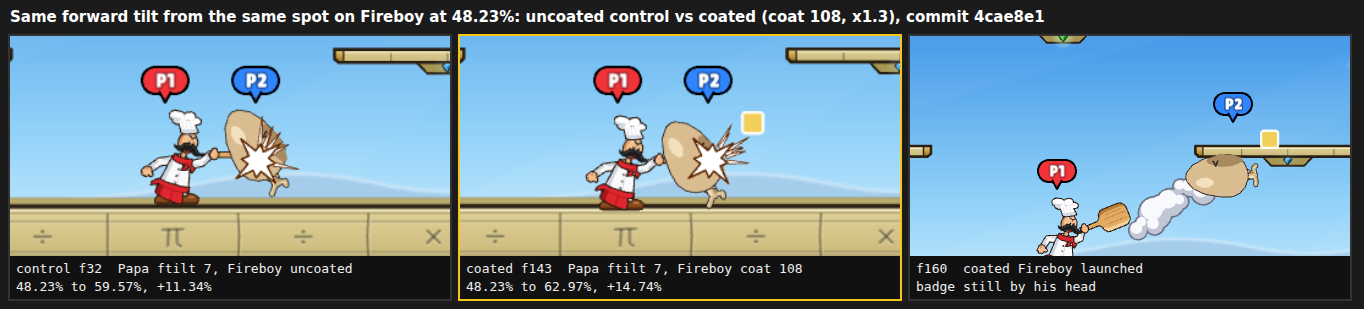 Same forward tilt from the same spot on Fireboy at 48.23%: uncoated control vs coated (coat 108, x1.3), commit 4cae8e1
P1
P2
÷
π
÷
×
control f32 Papa ftilt 7, Fireboy uncoated
48.23% to 59.57%, +11.34%
P1
P2
÷
π
÷
×
coated f143 Papa ftilt 7, Fireboy coat 108
48.23% to 62.97%, +14.74%
P2
P1
f160 coated Fireboy launched
badge still by his head